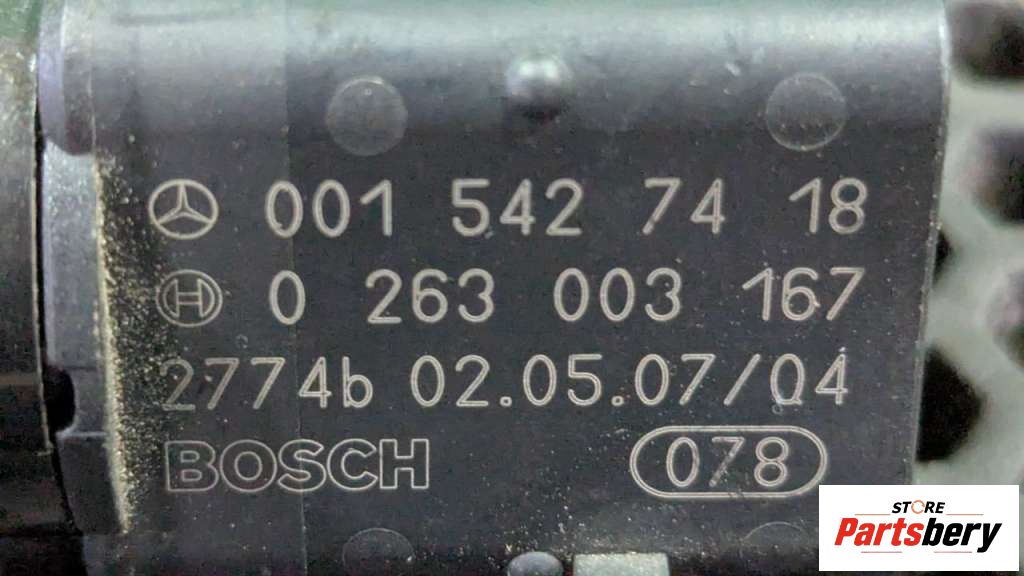 001 542 74 18
H 0 263 003 167
2774b 02.05.07/04
BOSCH 078
STORE
Partsbery